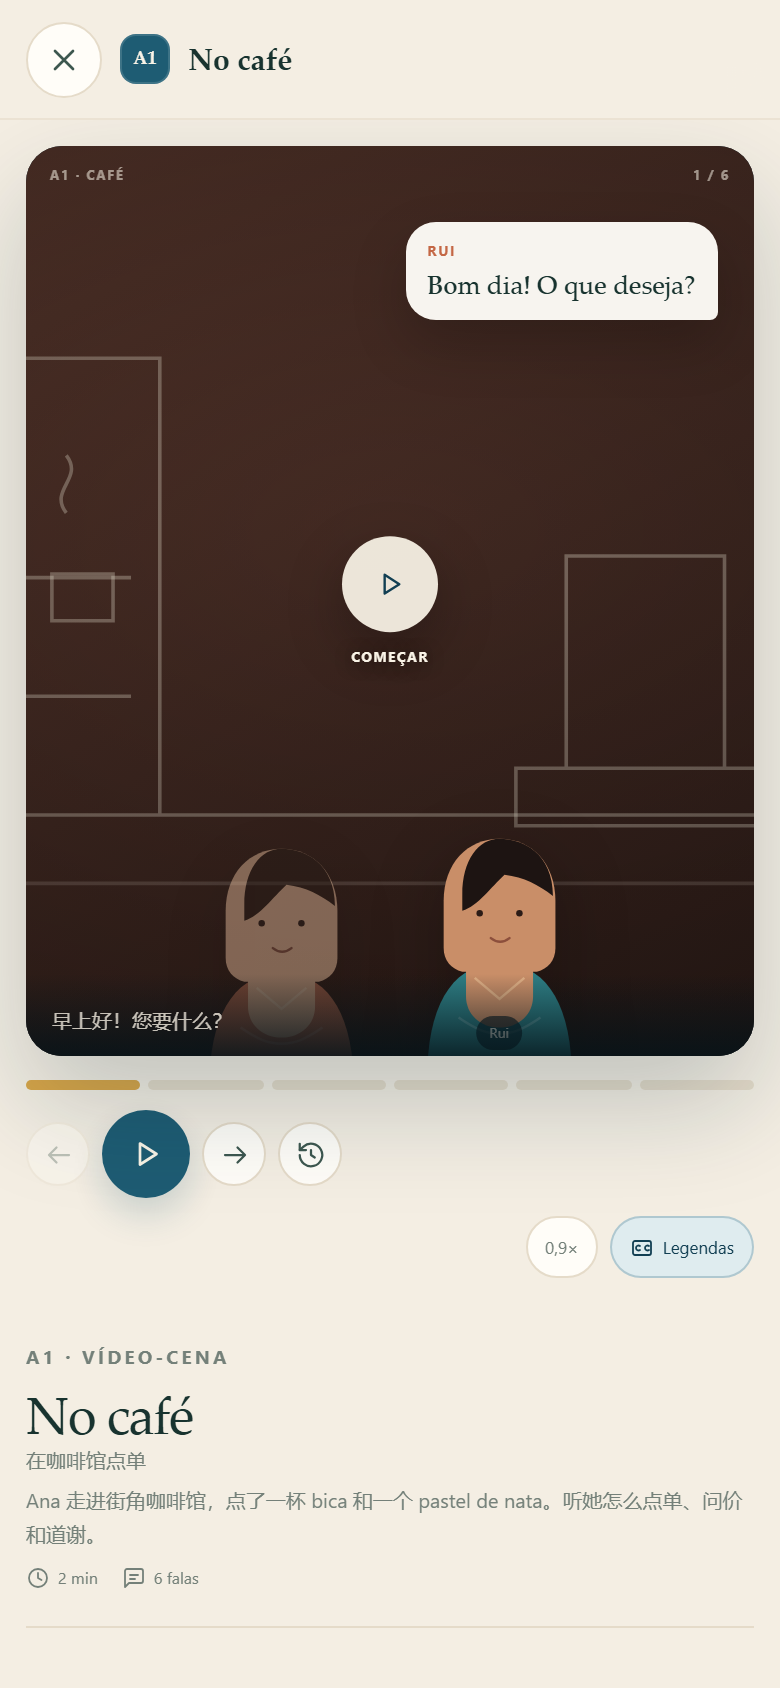 A1 No café
A1 · CAFÉ 1 / 6
RUI
Bom dia! O que deseja?
COMEÇAR
早上好！您要什么？
Rui
0,9×
CC Legendas
A1 · VÍDEO-CENA
No café
在咖啡馆点单
Ana 走进街角咖啡馆，点了一杯 bica 和一个 pastel de nata。听她怎么点单、问价
和道谢。
2 min 6 falas